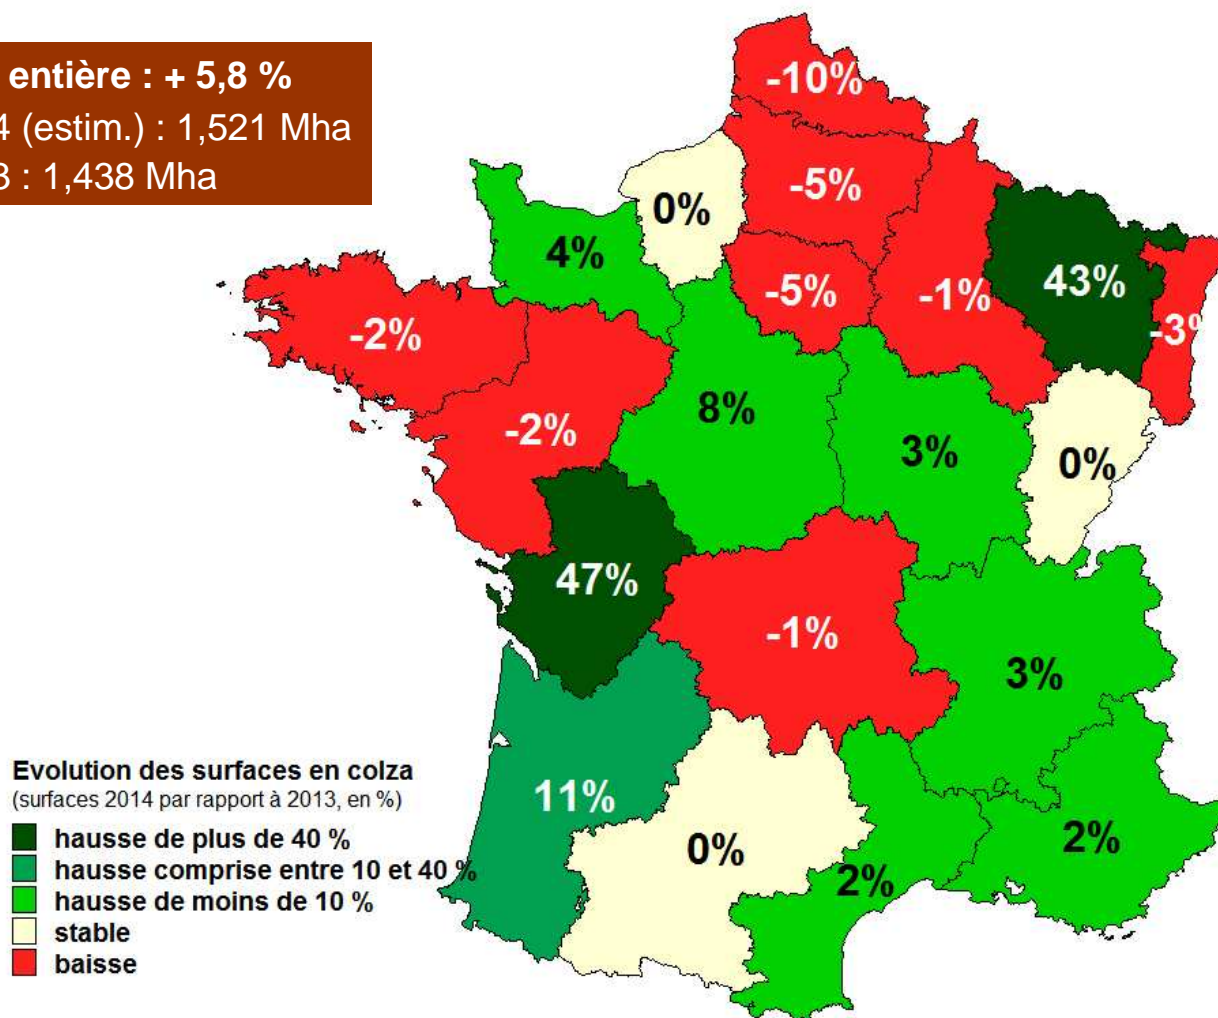 entière : + 5,8 %
4 (estim.) : 1,521 Mha
3 : 1,438 Mha
-10%
-5%
0%
4%
-5%
-1%
43%
-3%
-2%
8%
-2%
3%
0%
47%
-1%
3%
11%
0%
2%
2%
Evolution des surfaces en colza
(surfaces 2014 par rapport à 2013, en %)
hausse de plus de 40 %
hausse comprise entre 10 et 40 %
hausse de moins de 10 %
stable
baisse